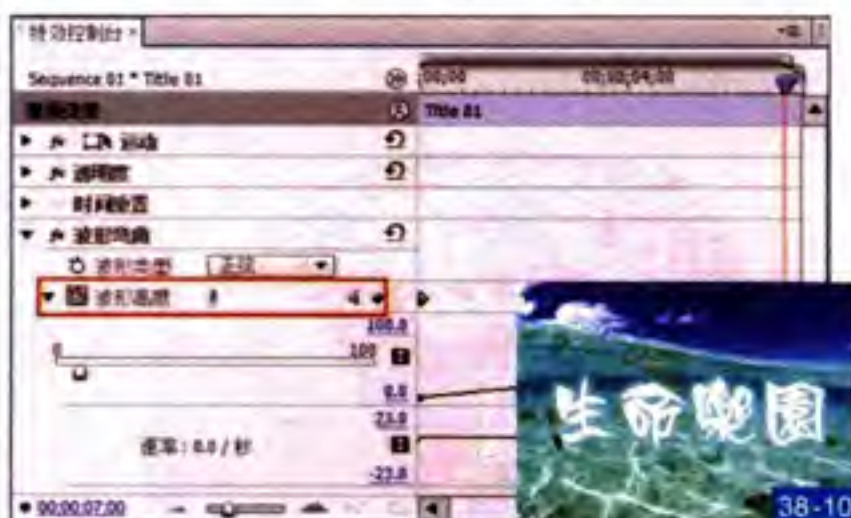 特效控制台 ×
Sequence 01 * Title 01
;00;00 00;00;04;00
Title 01
fx 运动
fx 透明度
时间重置
fx 波形弯曲
波形类型 正弦
波形高度
100.0
0 100
0.0
23.0
速率: 0.0 / 秒
-23.0
00;00;07;00
生命樂園
38-10